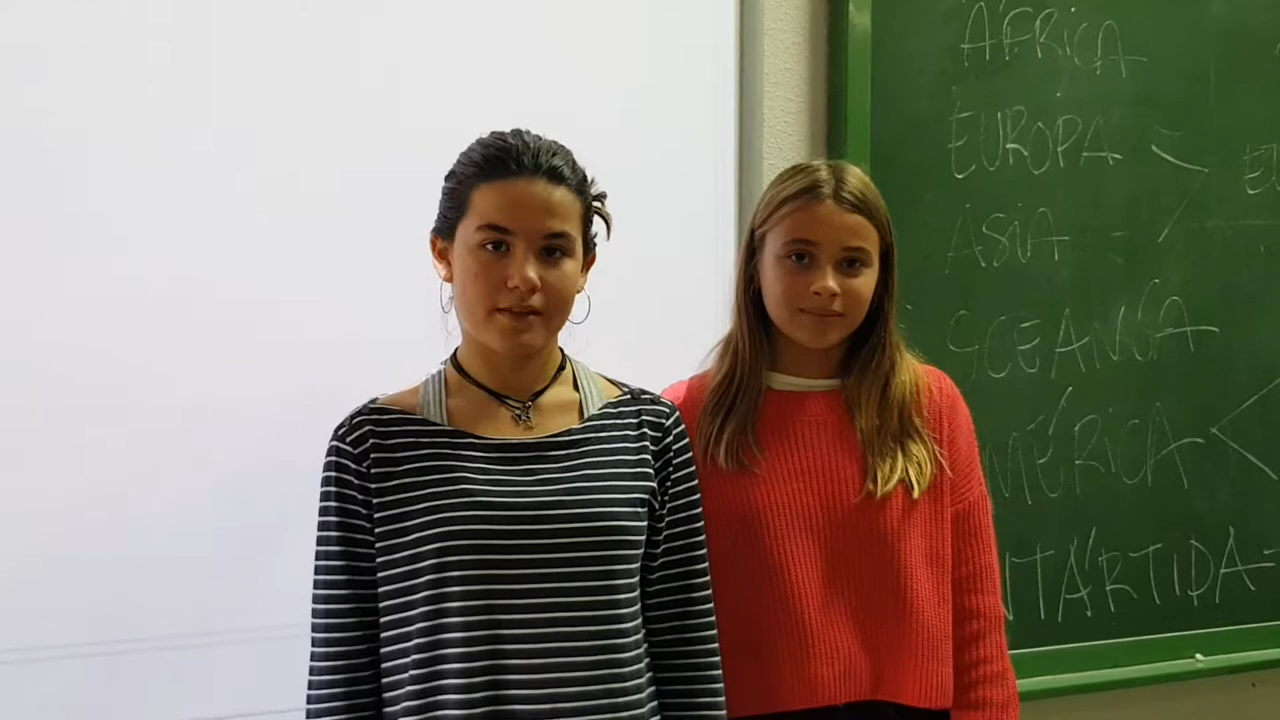 ÁFRICA
EUROPA
ASIA -
OCEANÍA
AMÉRICA
ANTÁRTIDA =